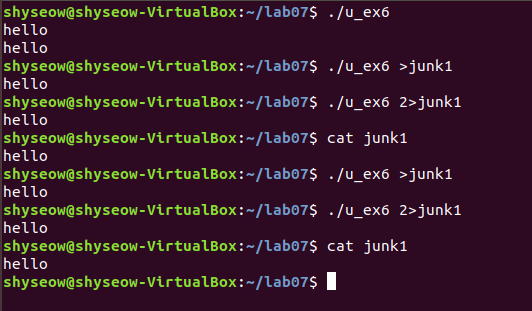 shyseow@shyseow-VirtualBox:~/lab07$ ./u_ex6
hello
hello
shyseow@shyseow-VirtualBox:~/lab07$ ./u_ex6 >junk1
hello
shyseow@shyseow-VirtualBox:~/lab07$ ./u_ex6 2>junk1
hello
shyseow@shyseow-VirtualBox:~/lab07$ cat junk1
hello
shyseow@shyseow-VirtualBox:~/lab07$ ./u_ex6 >junk1
hello
shyseow@shyseow-VirtualBox:~/lab07$ ./u_ex6 2>junk1
hello
shyseow@shyseow-VirtualBox:~/lab07$ cat junk1
hello
shyseow@shyseow-VirtualBox:~/lab07$